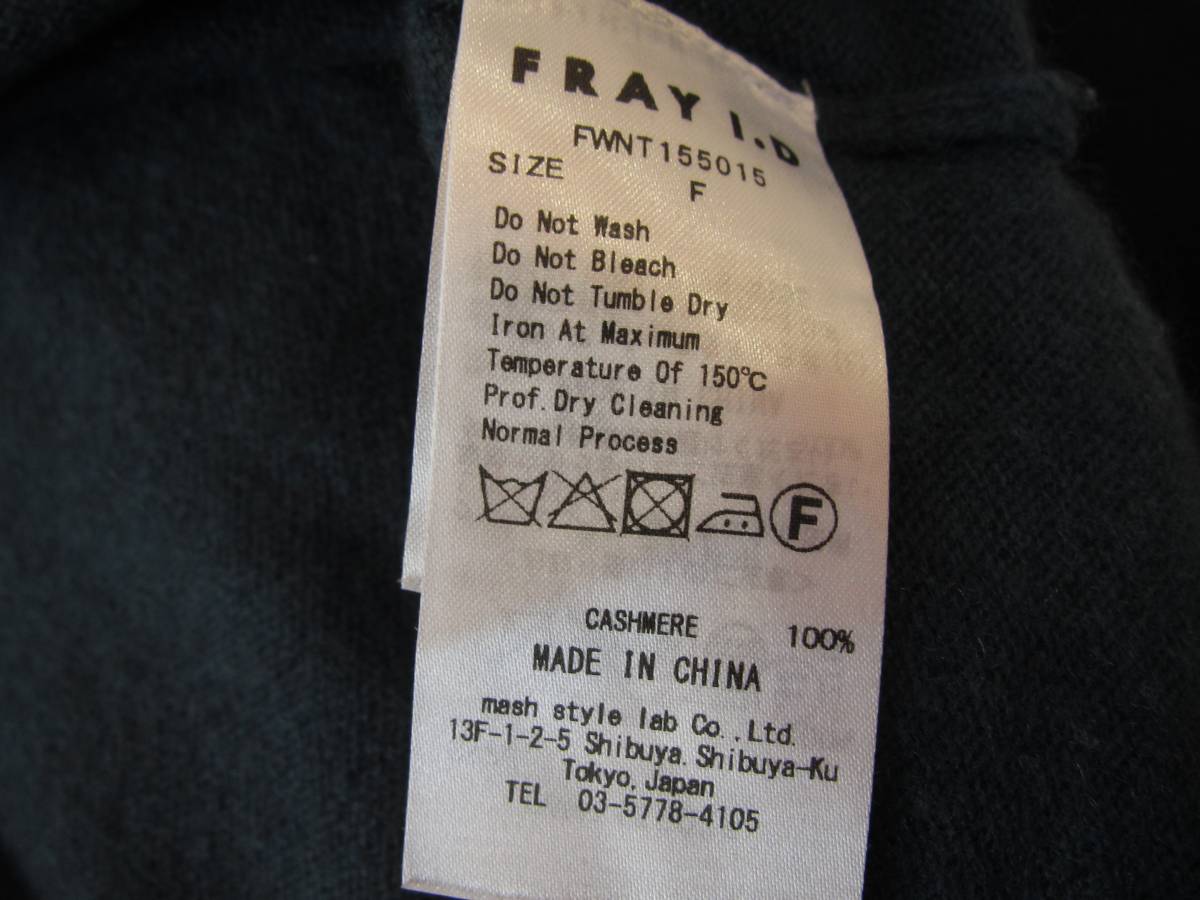 FRAY I.D
FWNT155015
SIZE F
Do Not Wash
Do Not Bleach
Do Not Tumble Dry
Iron At Maximum
Temperature Of 150℃
Prof.Dry Cleaning
Normal Process
F
CASHMERE 100%
MADE IN CHINA
mash style lab Co.,Ltd.
13F-1-2-5 Shibuya.Shibuya-Ku
Tokyo,Japan
TEL 03-5778-4105